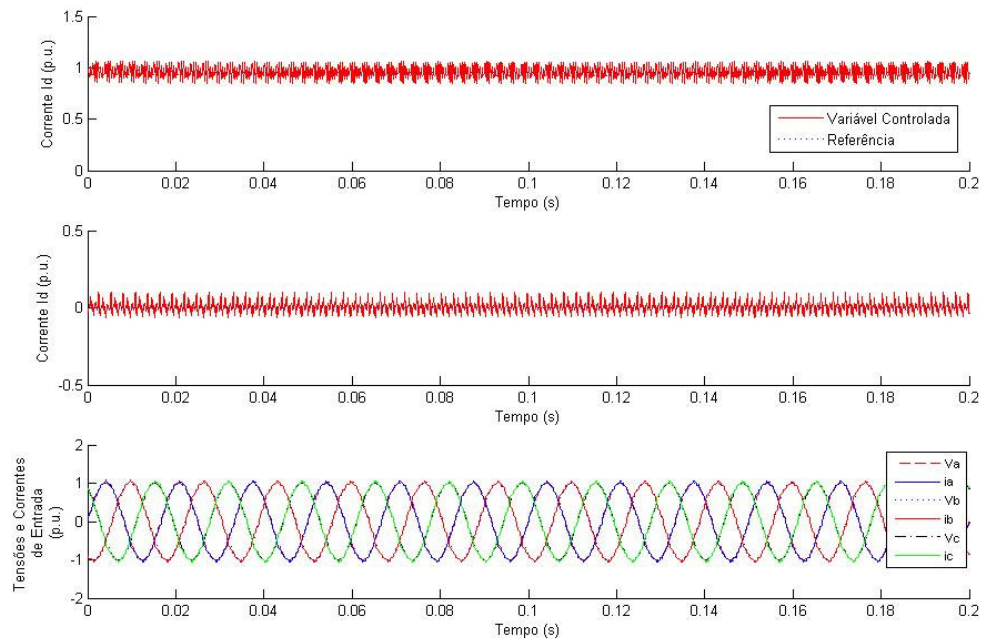 1.5
1
0.5
0
Corrente Id (p.u.)
Variável Controlada
Referência
0 0.02 0.04 0.06 0.08 0.1 0.12 0.14 0.16 0.18 0.2
Tempo (s)
0.5
0
-0.5
Corrente Id (p.u.)
0 0.02 0.04 0.06 0.08 0.1 0.12 0.14 0.16 0.18 0.2
Tempo (s)
2
1
0
-1
-2
Tensões e Correntes
de Entrada
(p.u.)
Va
ia
Vb
ib
Vc
ic
0 0.02 0.04 0.06 0.08 0.1 0.12 0.14 0.16 0.18 0.2
Tempo (s)